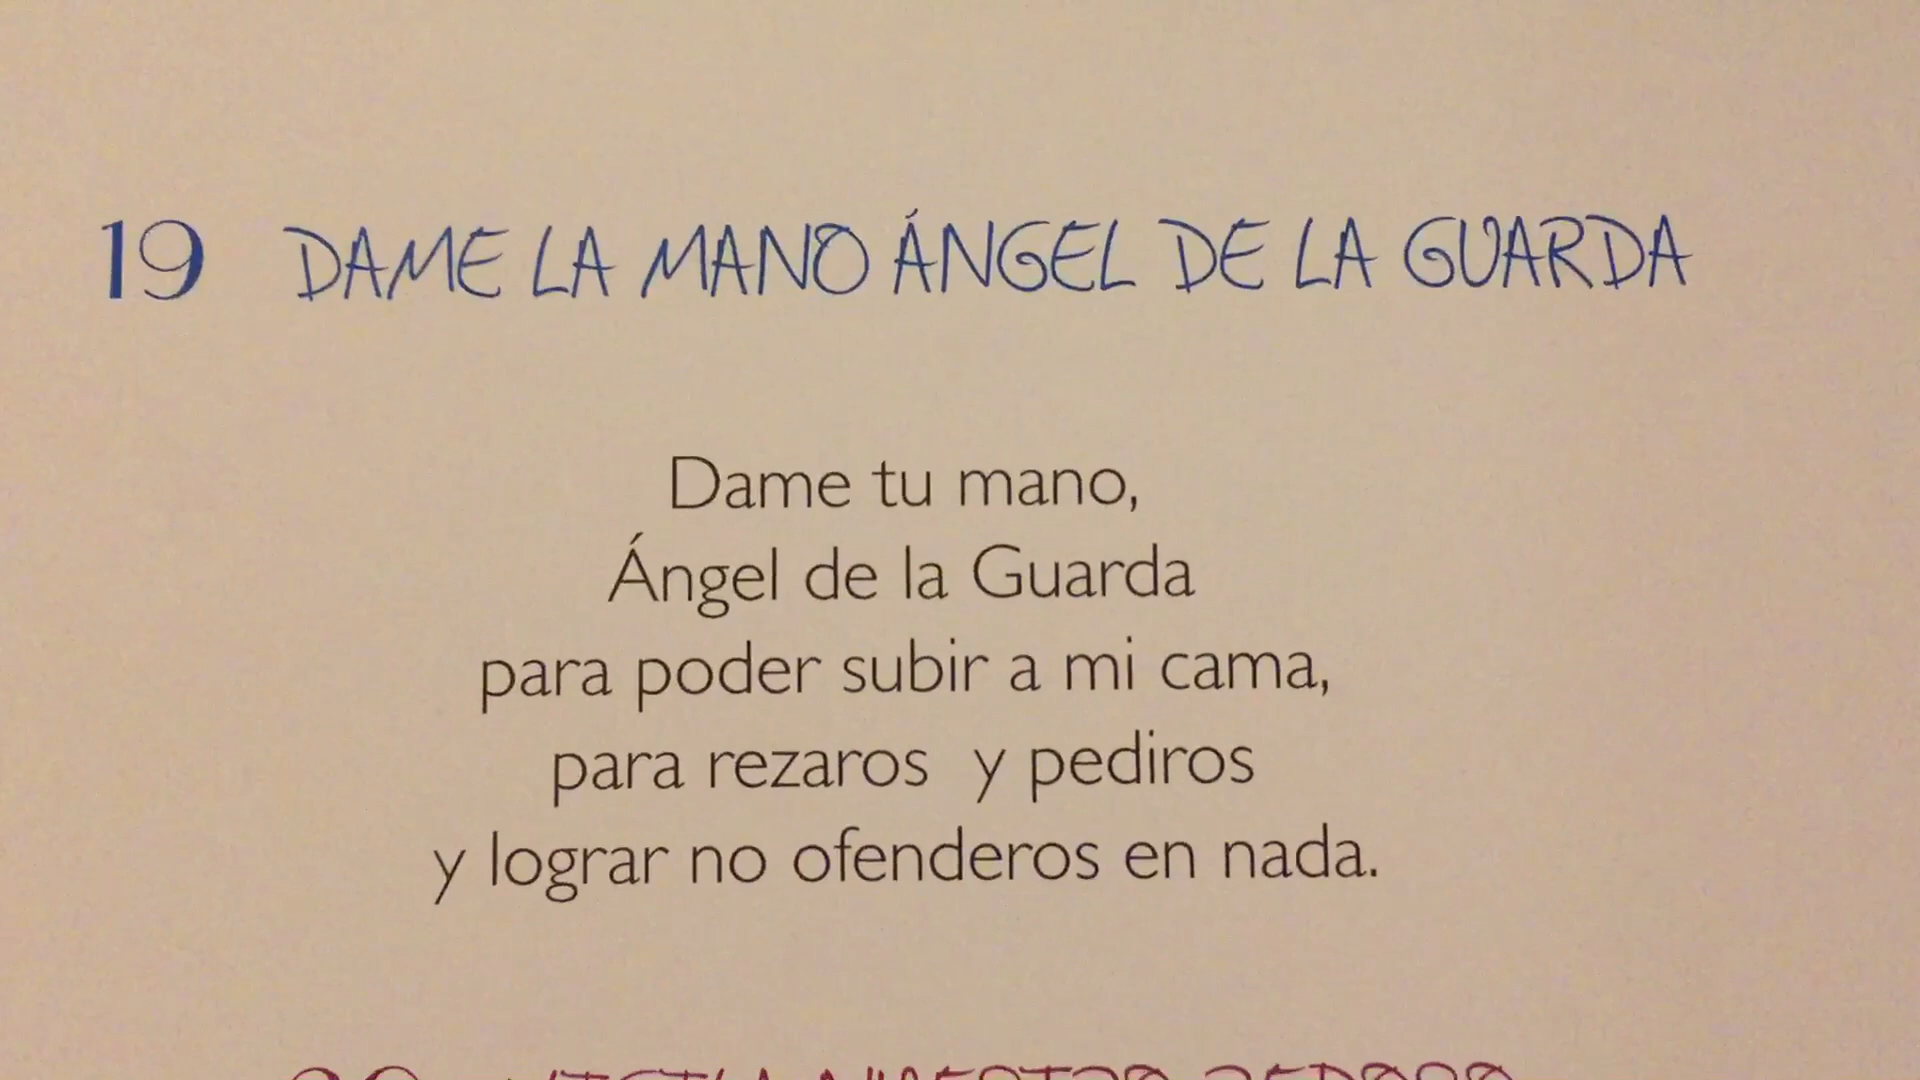 19 DAME LA MANO ÁNGEL DE LA GUARDA
Dame tu mano,
Ángel de la Guarda
para poder subir a mi cama,
para rezaros y pediros
y lograr no ofenderos en nada.